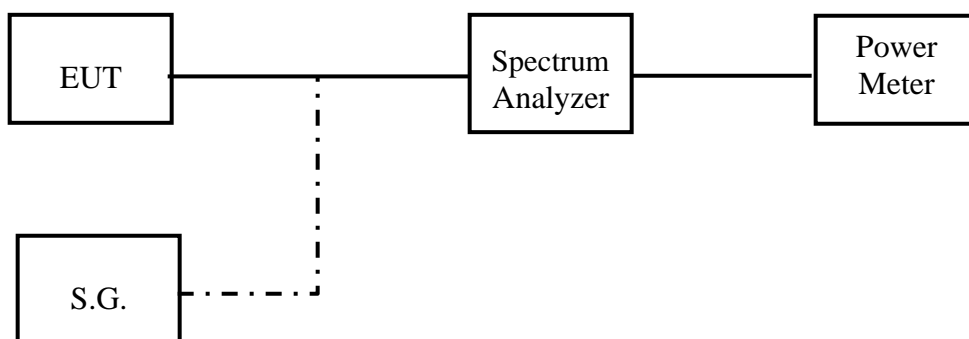 EUT
Spectrum
Analyzer
Power
Meter
S.G.